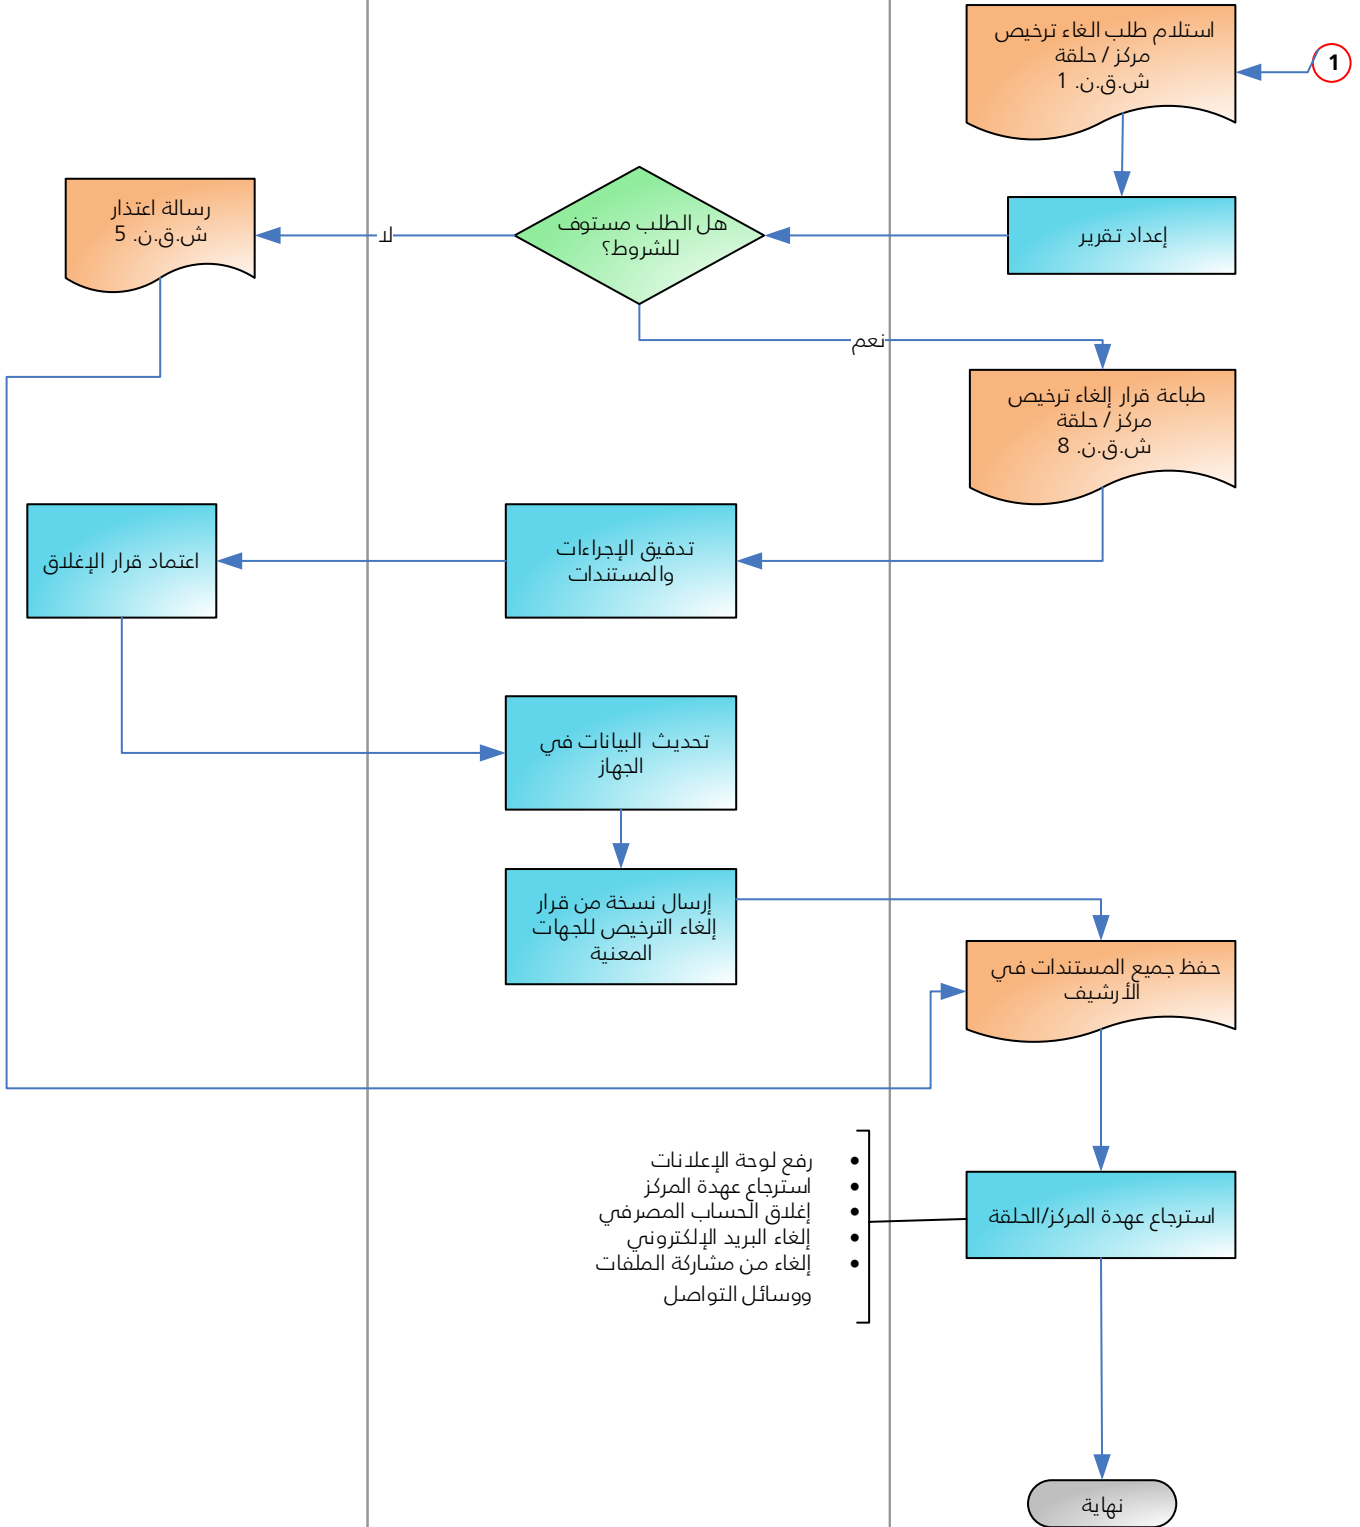 استلام طلب الغاء ترخيص
مركز / حلقة
ش.ق.ن. 1
1
إعداد تقرير
هل الطلب مستوف
للشروط؟
لا
رسالة اعتذار
ش.ق.ن. 5
نعم
طباعة قرار إلغاء ترخيص
مركز / حلقة
ش.ق.ن. 8
تدقيق الإجراءات
والمستندات
اعتماد قرار الإغلاق
تحديث البيانات في
الجهاز
إرسال نسخة من قرار
إلغاء الترخيص للجهات
المعنية
حفظ جميع المستندات في
الأرشيف
استرجاع عهدة المركز/الحلقة
• رفع لوحة الإعلانات
• استرجاع عهدة المركز
• إغلاق الحساب المصرفي
• إلغاء البريد الإلكتروني
• إلغاء من مشاركة الملفات
ووسائل التواصل
نهاية